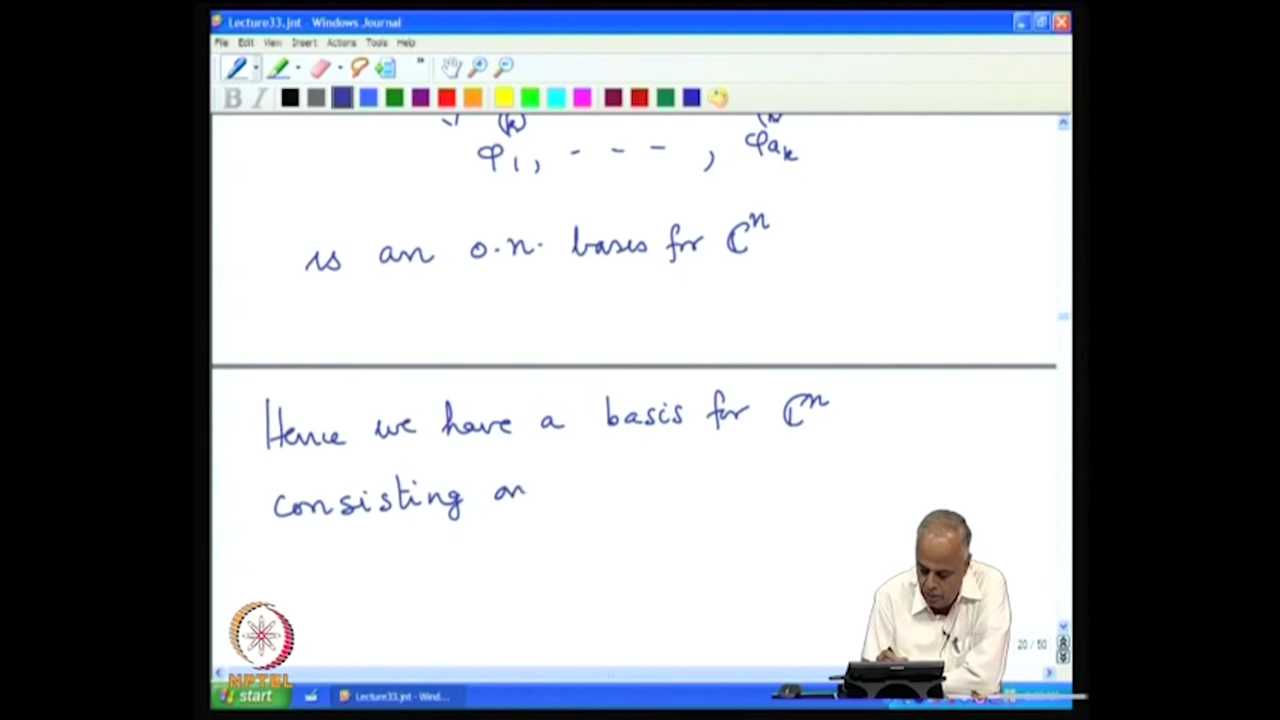 Lecture33.jnt - Windows Journal
File Edit View Insert Actions Tools Help
B I
φ₁⁽ᵏ⁾, - - - , φₐₖ
is an o.n. basis for ℂⁿ
Hence we have a basis for ℂⁿ
consisting on
20 / 50
NPTEL
start Lecture33.jnt - Wind...